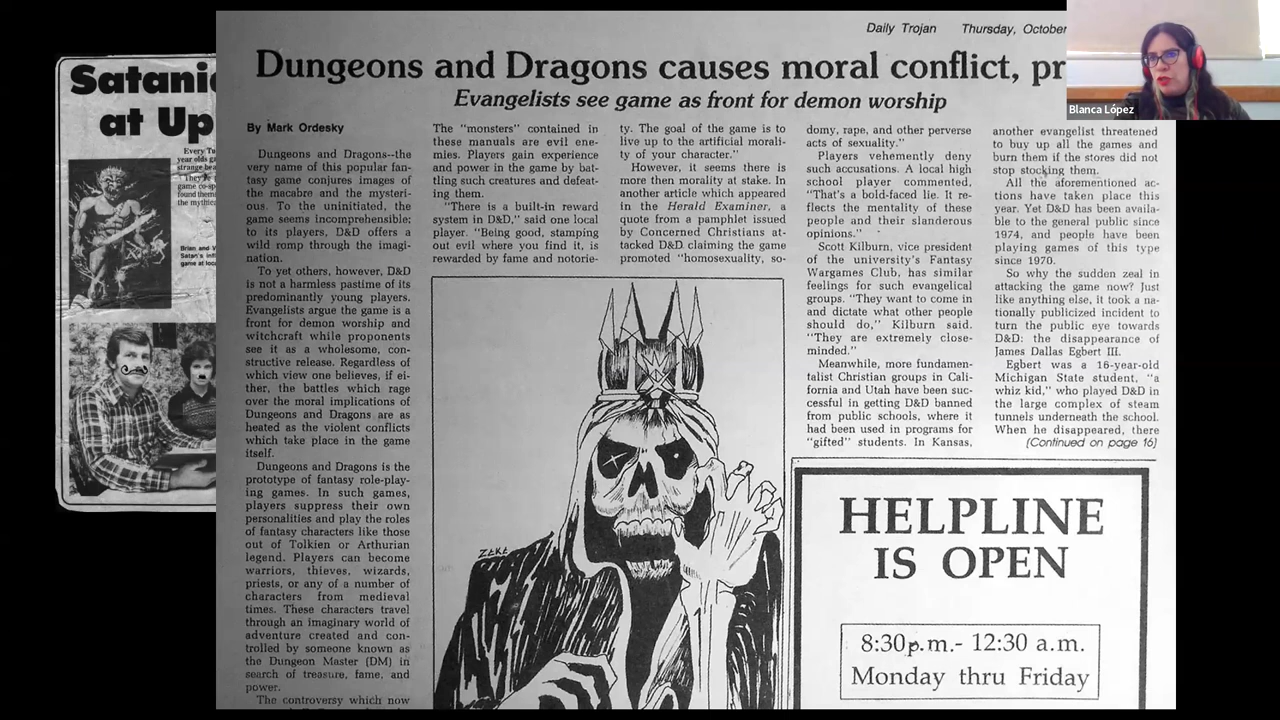 Satanic
at Up
Every Tu
year olds ga
strange bea
game co-sp
found them
the mythica
Brian and V
Satan's infl
game at loca
Daily Trojan Thursday, October
Dungeons and Dragons causes moral conflict, pr
Evangelists see game as front for demon worship
By Mark Ordesky
Dungeons and Dragons--the
very name of this popular fan-
tasy game conjures images of
the macabre and the mysteri-
ous. To the uninitiated, the
game seems incomprehensible;
to its players, D&D offers a
wild romp through the imagi-
nation.
To yet others, however, D&D
is not a harmless pastime of its
predominantly young players.
Evangelists argue the game is a
front for demon worship and
witchcraft while proponents
see it as a wholesome, con-
structive release. Regardless of
which view one believes, if ei-
ther, the battles which rage
over the moral implications of
Dungeons and Dragons are as
heated as the violent conflicts
which take place in the game
itself.
Dungeons and Dragons is the
prototype of fantasy role-play-
ing games. In such games,
players suppress their own
personalities and play the roles
of fantasy characters like those
out of Tolkien or Arthurian
legend. Players can become
warriors, thieves, wizards,
priests, or any of a number of
characters from medieval
times. These characters travel
through an imaginary world of
adventure created and con-
trolled by someone known as
the Dungeon Master (DM) in
search of treasure, fame, and
power.
The controversy which now
The "monsters" contained in
these manuals are evil ene-
mies. Players gain experience
and power in the game by bat-
tling such creatures and defeat-
ing them.
"There is a built-in reward
system in D&D," said one local
player. "Being good, stamping
out evil where you find it, is
rewarded by fame and notorie-
ty. The goal of the game is to
live up to the artificial morali-
ty of your character."
However, it seems there is
more then morality at stake. In
another article which appeared
in the Herald Examiner, a
quote from a pamphlet issued
by Concerned Christians at-
acked D&D claiming the game
promoted "homosexuality, so-
domy, rape, and other perverse
acts of sexuality."
Players vehemently deny
such accusations. A local high
school player commented,
"That's a bold-faced lie. It re-
flects the mentality of these
people and their slanderous
opinions."
Scott Kilburn, vice president
of the university's Fantasy
Wargames Club, has similar
feelings for such evangelical
groups. "They want to come in
and dictate what other people
should do," Kilburn said.
"They are extremely close-
minded."
Meanwhile, more fundamen-
talist Christian groups in Cali-
fornia and Utah have been suc-
cessful in getting D&D banned
from public schools, where it
had been used in programs for
"gifted" students. In Kansas,
another evangelist threatened
to buy up all the games and
burn them if the stores did not
stop stocking them.
All the aforementioned ac-
tions have taken place this
year. Yet D&D has been availa-
ble to the general public since
1974, and people have been
playing games of this type
since 1970.
So why the sudden zeal in
attacking the game now? Just
like anything else, it took a na-
tionally publicized incident to
turn the public eye towards
D&D: the disappearance of
James Dallas Egbert III.
Egbert was a 16-year-old
Michigan State student, "a
whiz kid," who played D&D in
the large complex of steam
tunnels underneath the school.
When he disappeared, there
(Continued on page 16)
ZEKE
HELPLINE
IS OPEN
8:30p.m.- 12:30 a.m.
Monday thru Friday
Blanca López